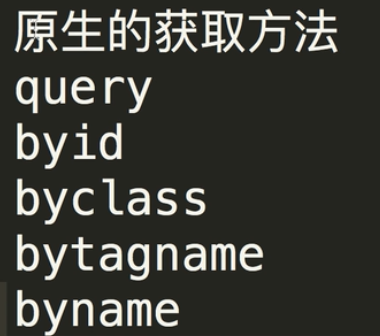 原生的获取方法
query
byid
byclass
bytagname
byname